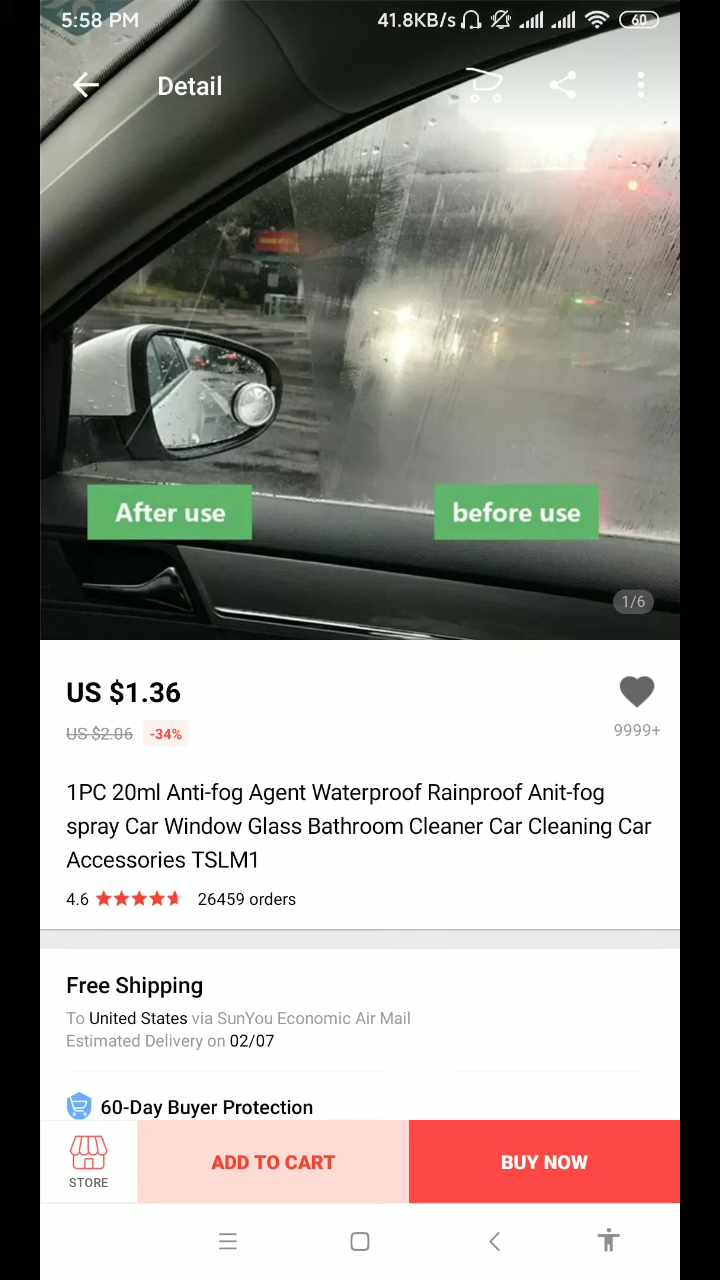 5:58 PM
41.8KB/s
60
Detail
After use
before use
1/6
US $1.36
US $2.06
-34%
9999+
1PC 20ml Anti-fog Agent Waterproof Rainproof Anit-fog
spray Car Window Glass Bathroom Cleaner Car Cleaning Car
Accessories TSLM1
4.6
26459 orders
Free Shipping
To United States via SunYou Economic Air Mail
Estimated Delivery on 02/07
60-Day Buyer Protection
STORE
ADD TO CART
BUY NOW